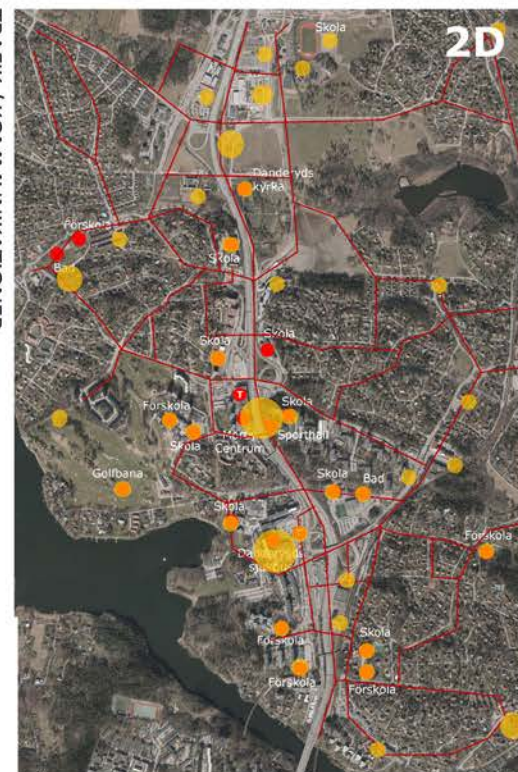 2D
Skola
Danderyds
kyrka
Förskola
Skola
Bad
Skola
Skola
T
Förskola
Skola
Skola
Mörby
Centrum
Sporthall
Golfbana
Skola
Bad
Skola
Danderyds
sjukhus
Förskola
Förskola
Skola
Förskola
Förskola